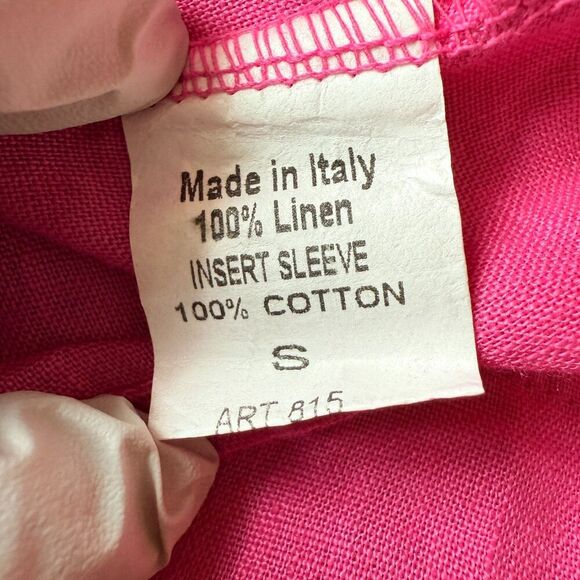 Made in Italy
100% Linen
INSERT SLEEVE
100% COTTON
S
ART 815